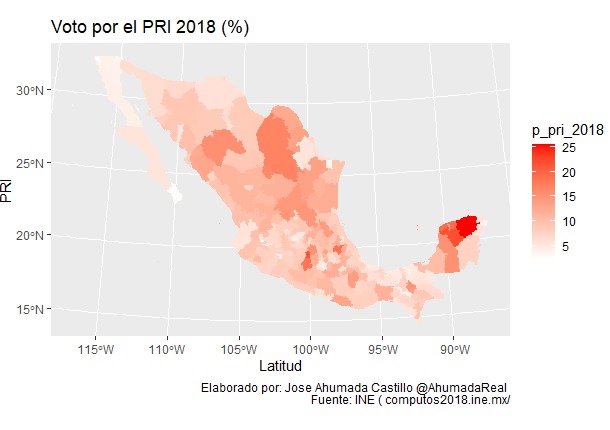 Voto por el PRI 2018 (%)
30°N
25°N
20°N
15°N
PRI
115°W
110°W
105°W
100°W
95°W
90°W
Latitud
p_pri_2018
25
20
15
10
5
Elaborado por: Jose Ahumada Castillo @AhumadaReal
Fuente: INE ( computos2018.ine.mx/